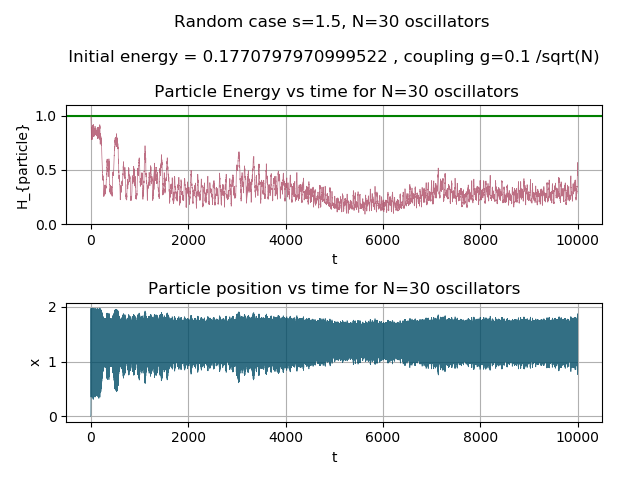 Random case s=1.5, N=30 oscillators
Initial energy = 0.1770797970999522 , coupling g=0.1 /sqrt(N)
Particle Energy vs time for N=30 oscillators
H_{particle}
1.0
0.5
0.0
0 2000 4000 6000 8000 10000
t
Particle position vs time for N=30 oscillators
x
2
1
0
0 2000 4000 6000 8000 10000
t